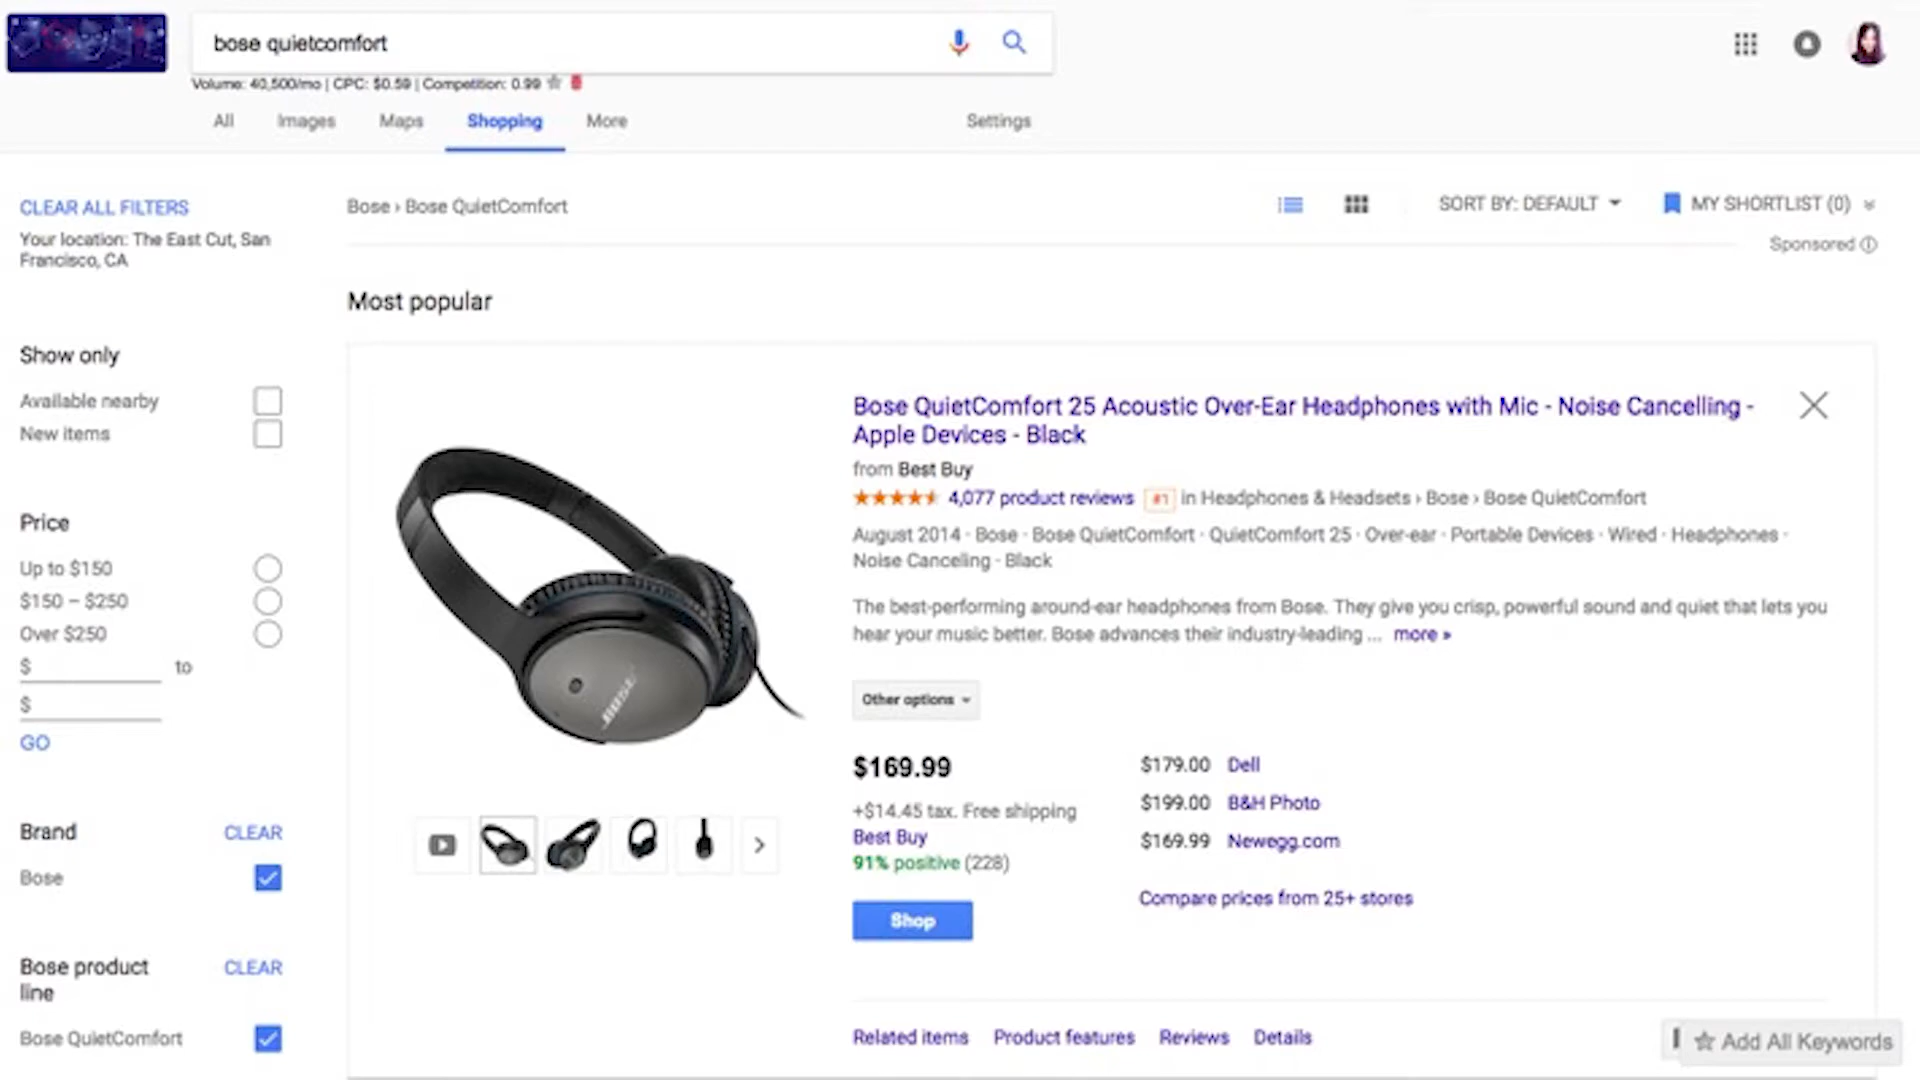 bose quietcomfort
Volume: 40,500/mo | CPC: $0.59 | Competition: 0.99
All Images Maps Shopping More Settings
CLEAR ALL FILTERS
Your location: The East Cut, San
Francisco, CA
Bose › Bose QuietComfort
SORT BY: DEFAULT
MY SHORTLIST (0)
Sponsored
Most popular
Show only
Available nearby
New items
Price
Up to $150
$150 – $250
Over $250
$ to
$
GO
Brand CLEAR
Bose
Bose product CLEAR
line
Bose QuietComfort
BOSE
Bose QuietComfort 25 Acoustic Over-Ear Headphones with Mic - Noise Cancelling -
Apple Devices - Black
from Best Buy
4,077 product reviews #1 in Headphones & Headsets › Bose › Bose QuietComfort
August 2014 · Bose · Bose QuietComfort · QuietComfort 25 · Over-ear · Portable Devices · Wired · Headphones ·
Noise Canceling · Black
The best-performing around-ear headphones from Bose. They give you crisp, powerful sound and quiet that lets you
hear your music better. Bose advances their industry-leading ... more »
Other options
$169.99
+$14.45 tax. Free shipping
Best Buy
91% positive (228)
Shop
$179.00 Dell
$199.00 B&H Photo
$169.99 Newegg.com
Compare prices from 25+ stores
Related items Product features Reviews Details
Add All Keywords